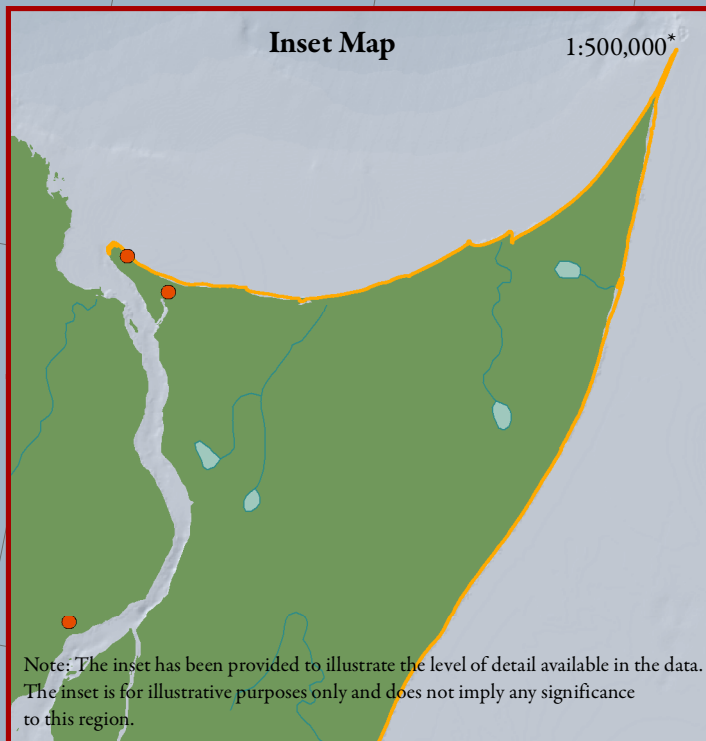 Inset Map
1:500,000*
Note: The inset has been provided to illustrate the level of detail available in the data.
The inset is for illustrative purposes only and does not imply any significance
to this region.